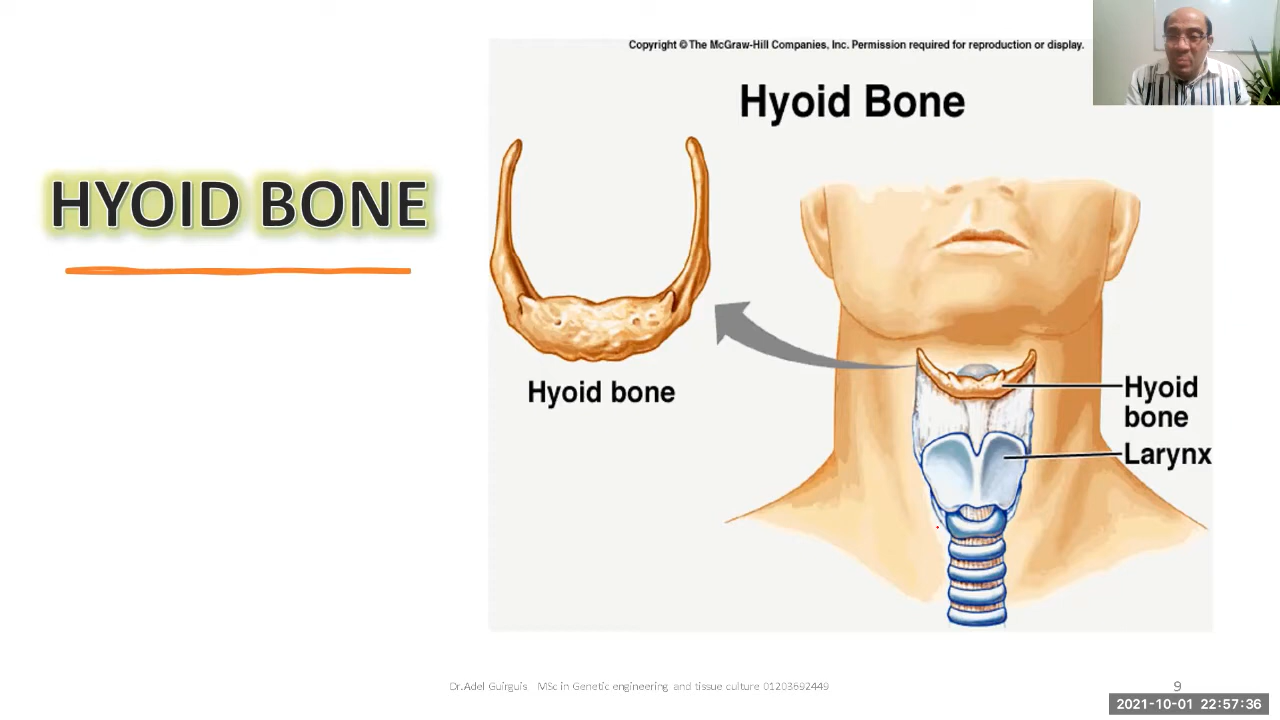 Copyright © The McGraw-Hill Companies, Inc. Permission required for reproduction or display.
Hyoid Bone
HYOID BONE
Hyoid bone
Hyoid
bone
Larynx
Dr.Adel Guirguis MSc in Genetic engineering and tissue culture 01203692449
9
2021-10-01 22:57:36